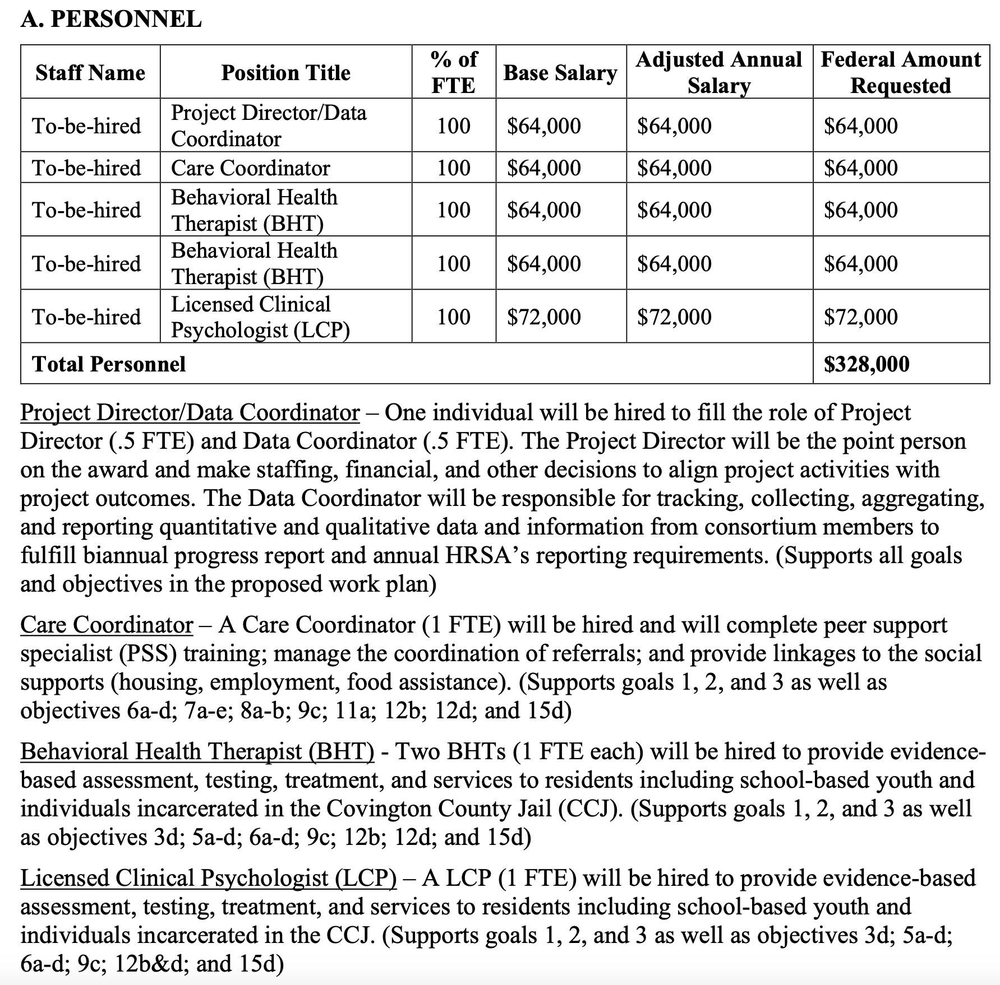 A. PERSONNEL
Staff Name Position Title % of FTE Base Salary Adjusted Annual Salary Federal Amount Requested
To-be-hired Project Director/Data Coordinator 100 $64,000 $64,000 $64,000
To-be-hired Care Coordinator 100 $64,000 $64,000 $64,000
To-be-hired Behavioral Health Therapist (BHT) 100 $64,000 $64,000 $64,000
To-be-hired Behavioral Health Therapist (BHT) 100 $64,000 $64,000 $64,000
To-be-hired Licensed Clinical Psychologist (LCP) 100 $72,000 $72,000 $72,000
Total Personnel $328,000
Project Director/Data Coordinator – One individual will be hired to fill the role of Project
Director (.5 FTE) and Data Coordinator (.5 FTE). The Project Director will be the point person
on the award and make staffing, financial, and other decisions to align project activities with
project outcomes. The Data Coordinator will be responsible for tracking, collecting, aggregating,
and reporting quantitative and qualitative data and information from consortium members to
fulfill biannual progress report and annual HRSA’s reporting requirements. (Supports all goals
and objectives in the proposed work plan)
Care Coordinator – A Care Coordinator (1 FTE) will be hired and will complete peer support
specialist (PSS) training; manage the coordination of referrals; and provide linkages to the social
supports (housing, employment, food assistance). (Supports goals 1, 2, and 3 as well as
objectives 6a-d; 7a-e; 8a-b; 9c; 11a; 12b; 12d; and 15d)
Behavioral Health Therapist (BHT) - Two BHTs (1 FTE each) will be hired to provide evidence-
based assessment, testing, treatment, and services to residents including school-based youth and
individuals incarcerated in the Covington County Jail (CCJ). (Supports goals 1, 2, and 3 as well
as objectives 3d; 5a-d; 6a-d; 9c; 12b; 12d; and 15d)
Licensed Clinical Psychologist (LCP) – A LCP (1 FTE) will be hired to provide evidence-based
assessment, testing, treatment, and services to residents including school-based youth and
individuals incarcerated in the CCJ. (Supports goals 1, 2, and 3 as well as objectives 3d; 5a-d;
6a-d; 9c; 12b&d; and 15d)